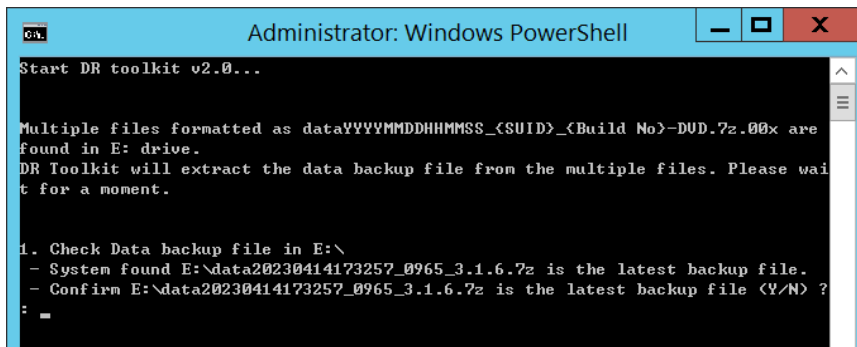 Administrator: Windows PowerShell
Start DR toolkit v2.0...
Multiple files formatted as dataYYYYMMDDHHMMSS_{SUID}_{Build No}-DVD.7z.00x are
found in E: drive.
DR Toolkit will extract the data backup file from the multiple files. Please wai
t for a moment.
1. Check Data backup file in E:\
- System found E:\data20230414173257_0965_3.1.6.7z is the latest backup file.
- Confirm E:\data20230414173257_0965_3.1.6.7z is the latest backup file (Y/N) ?
: _